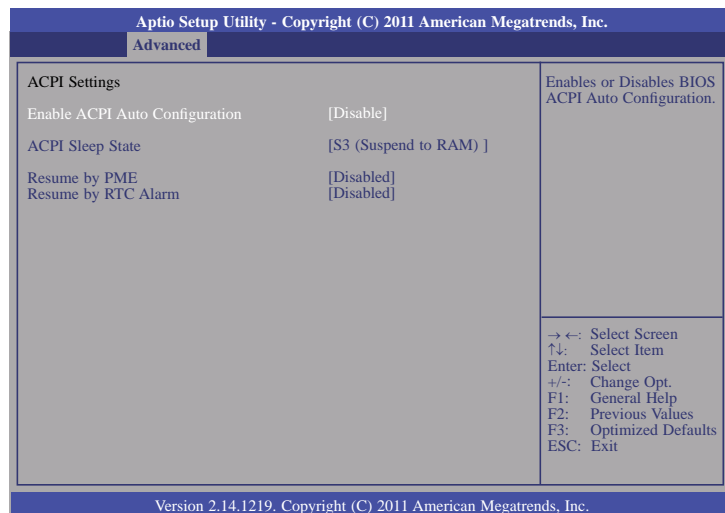 Aptio Setup Utility - Copyright (C) 2011 American Megatrends, Inc.
Advanced
ACPI Settings
Enable ACPI Auto Configuration [Disable]
ACPI Sleep State [S3 (Suspend to RAM) ]
Resume by PME [Disabled]
Resume by RTC Alarm [Disabled]
Enables or Disables BIOS
ACPI Auto Configuration.
→ ←: Select Screen
↑↓: Select Item
Enter: Select
+/-: Change Opt.
F1: General Help
F2: Previous Values
F3: Optimized Defaults
ESC: Exit
Version 2.14.1219. Copyright (C) 2011 American Megatrends, Inc.